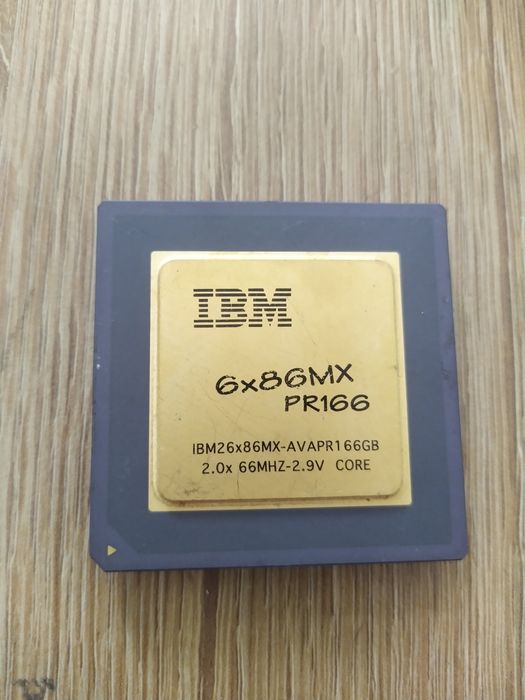 IBM
6x86MX
PR166
IBM26x86MX-AVAPR166GB
2.0x 66MHZ-2.9V CORE